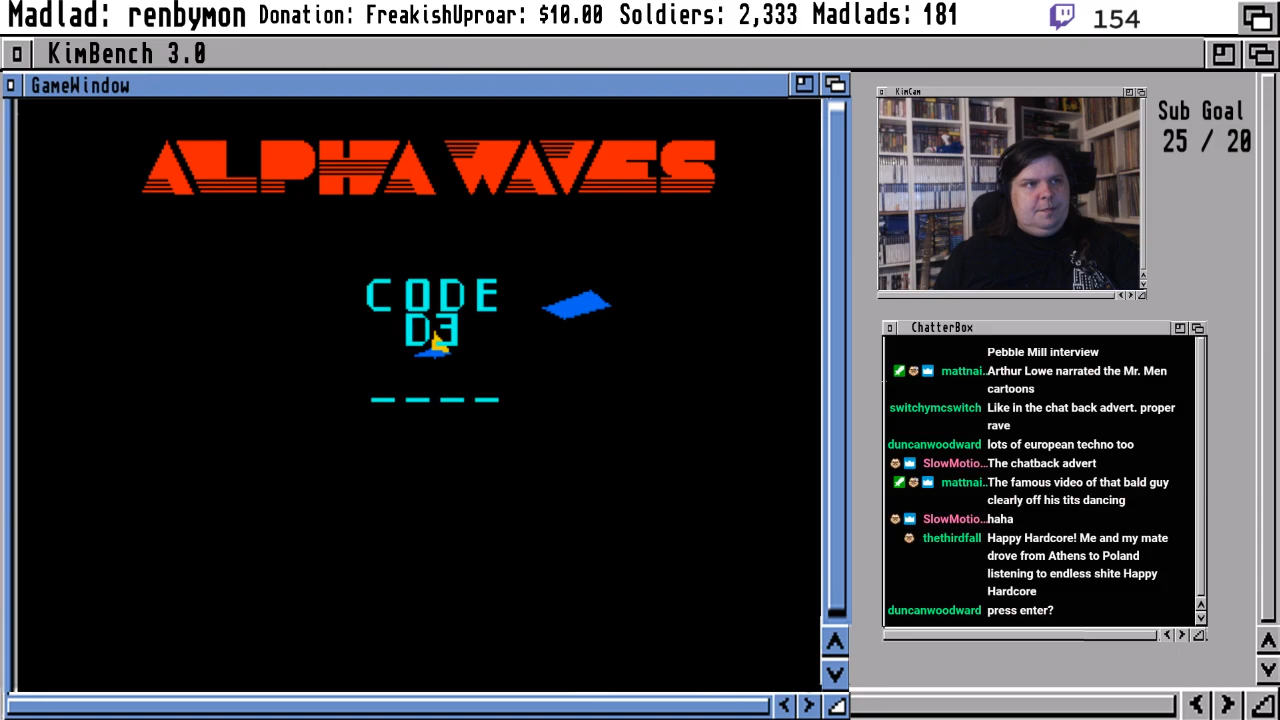 Madlad: renbymon Donation: FreakishUproar: $10.00 Soldiers: 2,333 Madlads: 181 154
KimBench 3.0
GameWindow
ALPHA WAVES
CODE
D3
_ _ _ _
KimCam
Sub Goal
25 / 20
ChatterBox
Pebble Mill interview
mattnai..Arthur Lowe narrated the Mr. Men
cartoons
switchymcswitch Like in the chat back advert. proper
rave
duncanwoodward lots of european techno too
SlowMotio...The chatback advert
mattnai..The famous video of that bald guy
clearly off his tits dancing
SlowMotio...haha
thethirdfall Happy Hardcore! Me and my mate
drove from Athens to Poland
listening to endless shite Happy
Hardcore
duncanwoodward press enter?